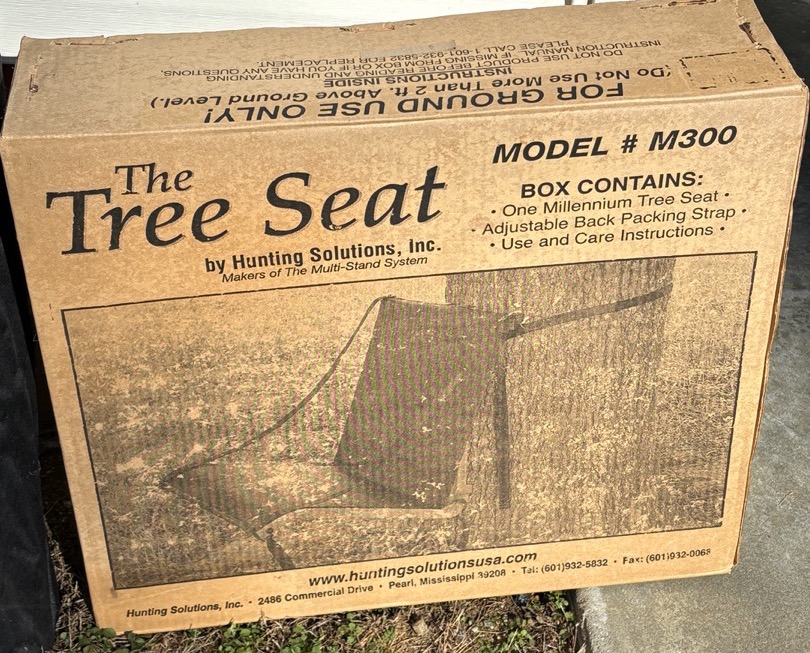 FOR GROUND USE ONLY!
(Do Not Use More Than 2 ft. Above Ground Level.)
INSTRUCTIONS INSIDE
DO NOT USE PRODUCT BEFORE READING AND UNDERSTANDING
INSTRUCTION MANUAL. IF MISSING FROM BOX OR IF YOU HAVE ANY QUESTIONS,
PLEASE CALL 1-601-932-5832 FOR REPLACEMENT.
The
Tree Seat
by Hunting Solutions, Inc.
Makers of The Multi-Stand System
MODEL # M300
BOX CONTAINS:
• One Millennium Tree Seat •
• Adjustable Back Packing Strap •
• Use and Care Instructions •
www.huntingsolutionsusa.com
Hunting Solutions, Inc. • 2486 Commercial Drive • Pearl, Mississippi 39208 • Tel: (601)932-5832 • Fax: (601)932-0068